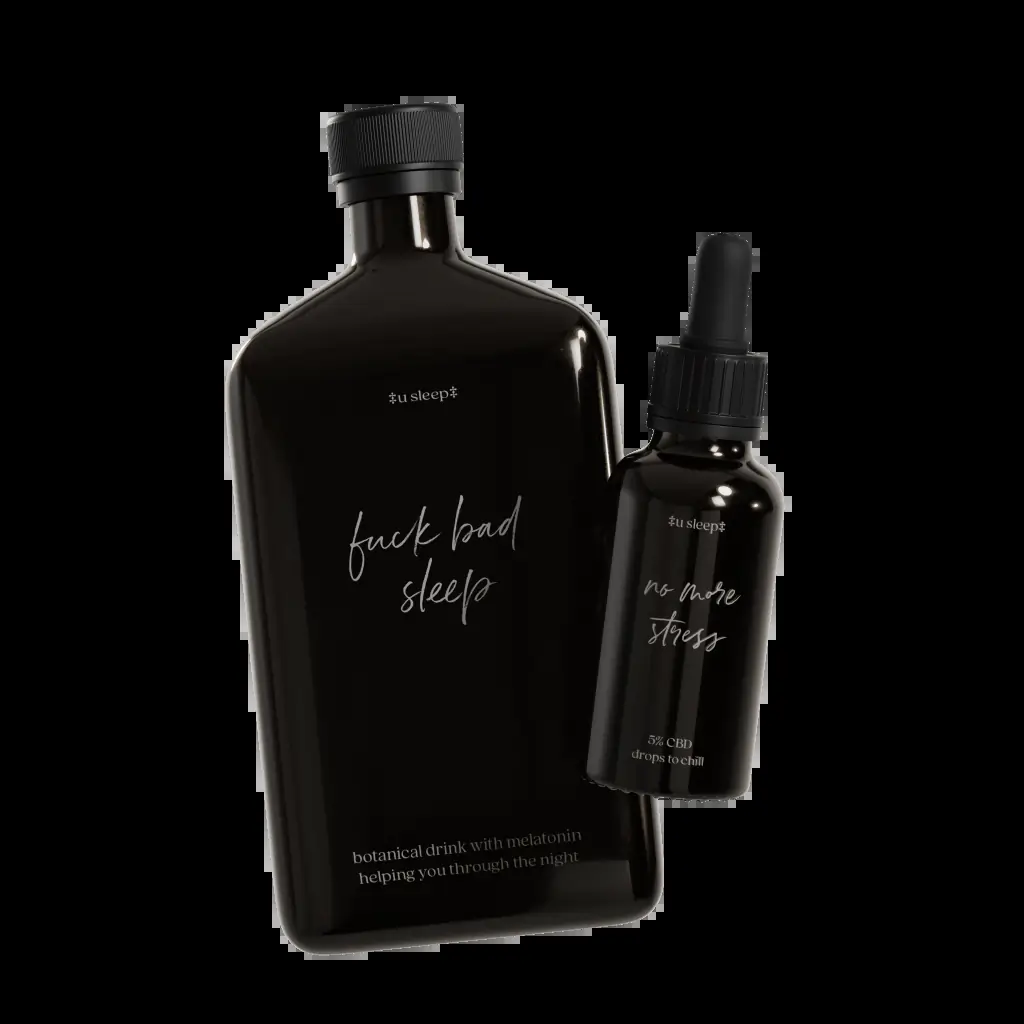 ‡u sleep‡
fuck bad
sleep
botanical drink with melatonin
helping you through the night
‡u sleep‡
no more
stress
5% CBD
drops to chill